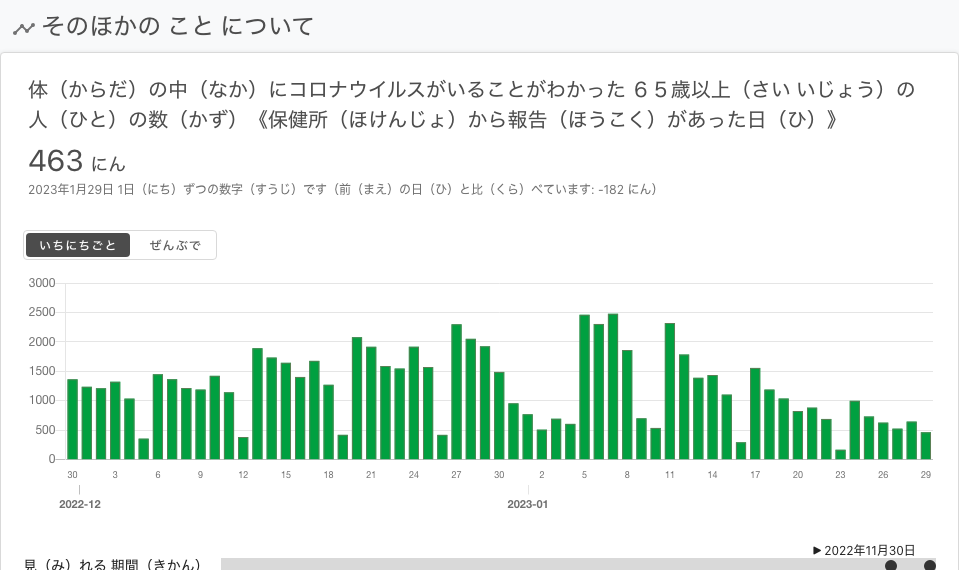 そのほかの こと について
体（からだ）の中（なか）にコロナウイルスがいることがわかった ６５歳以上（さい いじょう）の
人（ひと）の数（かず）《保健所（ほけんじょ）から報告（ほうこく）があった日（ひ）》
463 にん
2023年1月29日 1日（にち）ずつの数字（すうじ）です（前（まえ）の日（ひ）と比（くら）べています: -182 にん）
いちにちごと ぜんぶで
3000
2500
2000
1500
1000
500
0
30 3 6 9 12 15 18 21 24 27 30 2 5 8 11 14 17 20 23 26 29
2022-12 2023-01
▶ 2022年11月30日
見（み）れる 期間（きかん）